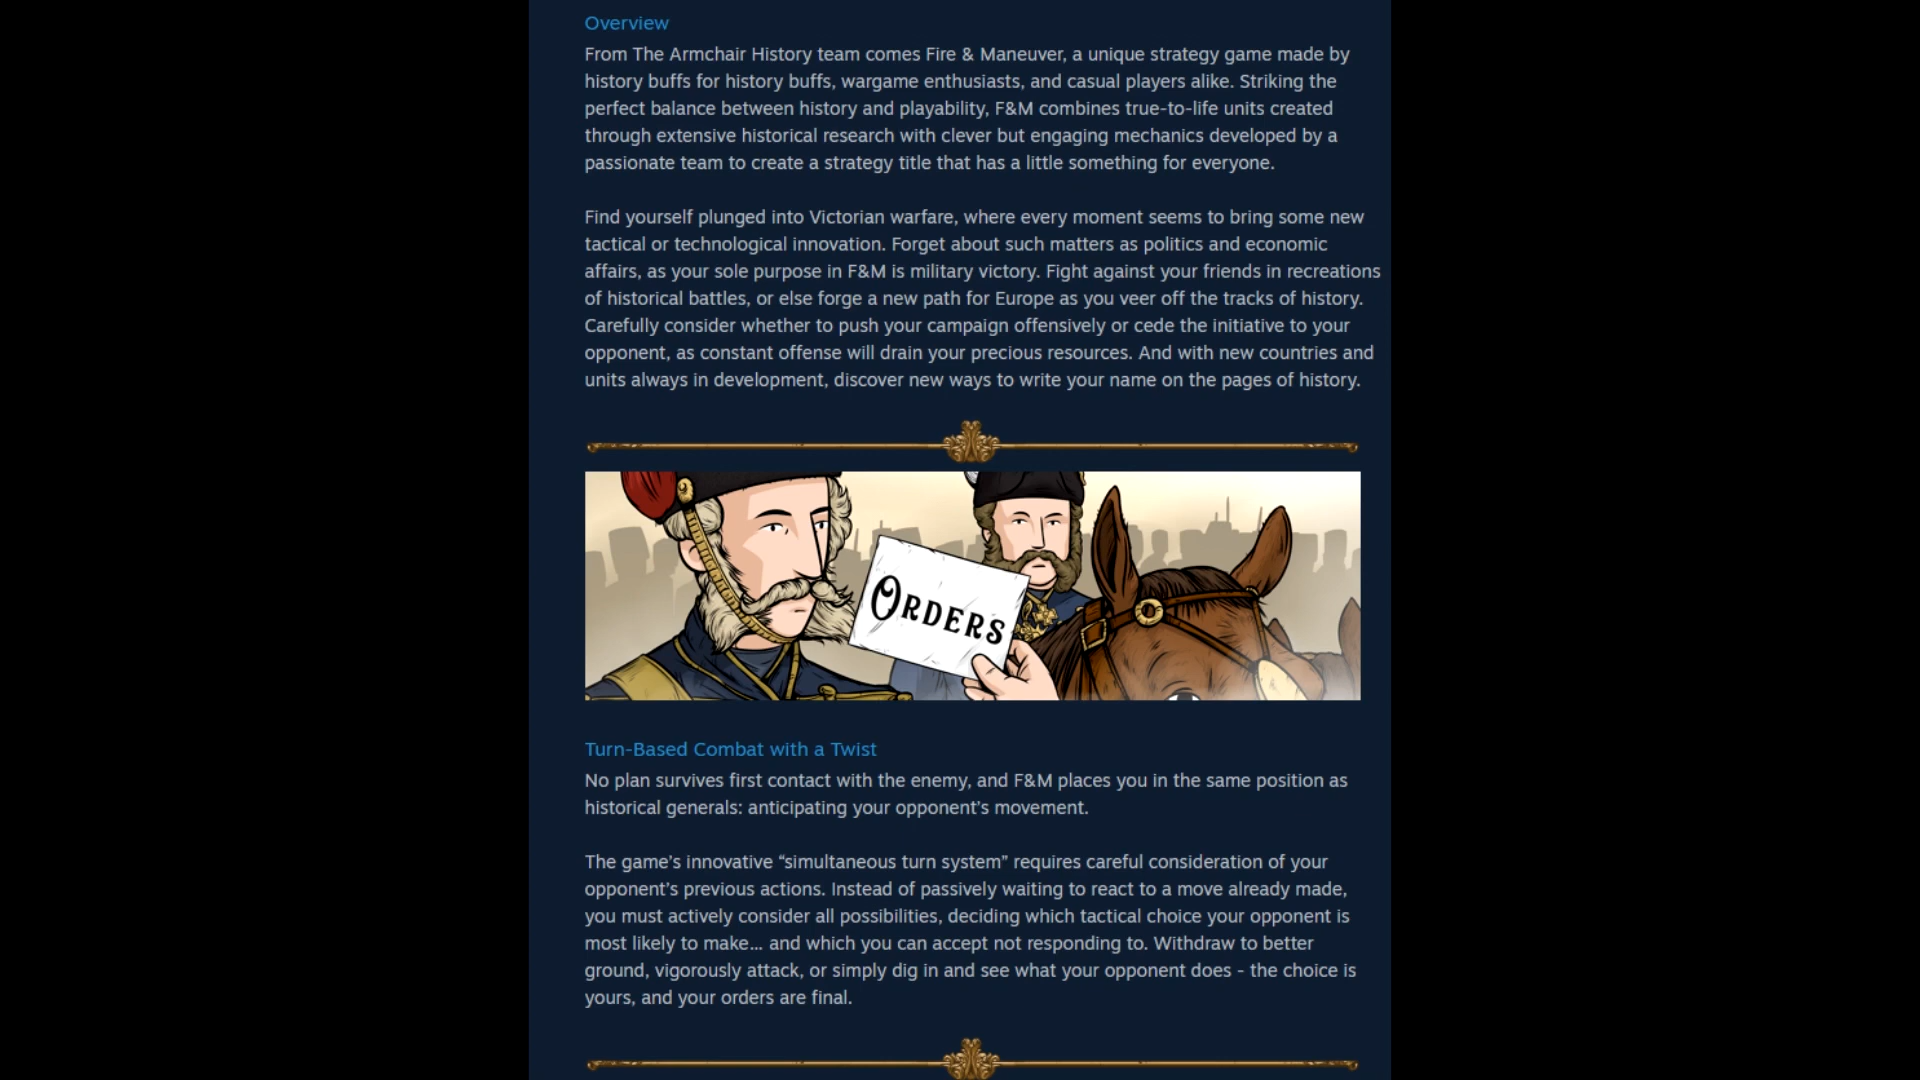 Overview
From The Armchair History team comes Fire & Maneuver, a unique strategy game made by
history buffs for history buffs, wargame enthusiasts, and casual players alike. Striking the
perfect balance between history and playability, F&M combines true-to-life units created
through extensive historical research with clever but engaging mechanics developed by a
passionate team to create a strategy title that has a little something for everyone.
Find yourself plunged into Victorian warfare, where every moment seems to bring some new
tactical or technological innovation. Forget about such matters as politics and economic
affairs, as your sole purpose in F&M is military victory. Fight against your friends in recreations
of historical battles, or else forge a new path for Europe as you veer off the tracks of history.
Carefully consider whether to push your campaign offensively or cede the initiative to your
opponent, as constant offense will drain your precious resources. And with new countries and
units always in development, discover new ways to write your name on the pages of history.
ORDERS
Turn-Based Combat with a Twist
No plan survives first contact with the enemy, and F&M places you in the same position as
historical generals: anticipating your opponent's movement.
The game's innovative “simultaneous turn system” requires careful consideration of your
opponent's previous actions. Instead of passively waiting to react to a move already made,
you must actively consider all possibilities, deciding which tactical choice your opponent is
most likely to make... and which you can accept not responding to. Withdraw to better
ground, vigorously attack, or simply dig in and see what your opponent does - the choice is
yours, and your orders are final.